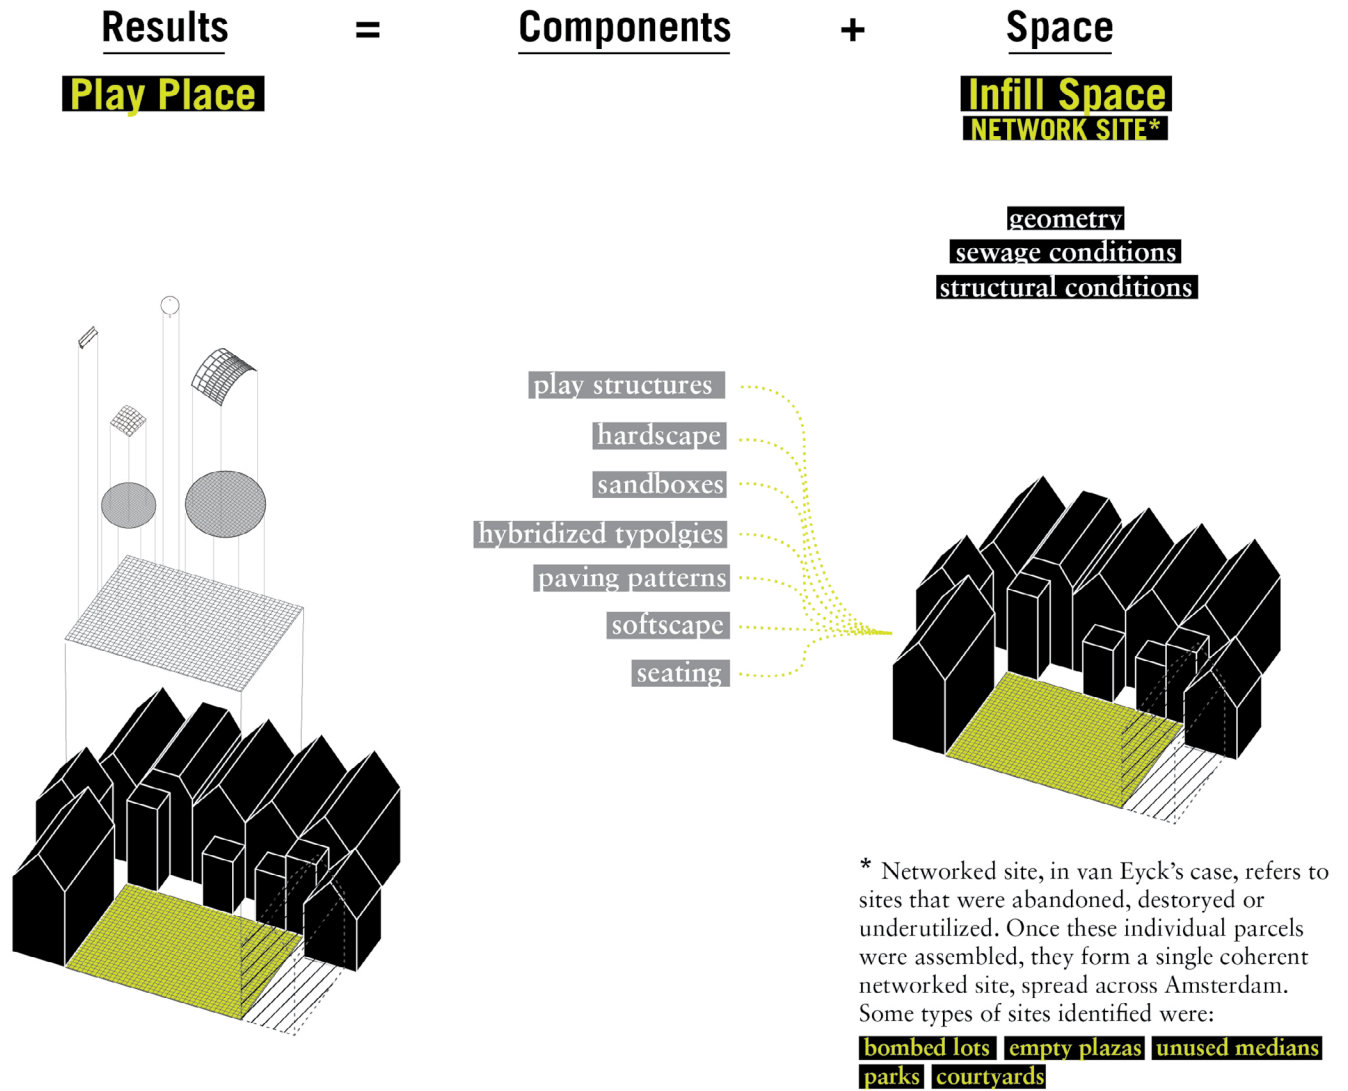 Results = Components + Space
Play Place
Infill Space
NETWORK SITE*
geometry
sewage conditions
structural conditions
play structures
hardscape
sandboxes
hybridized typolgies
paving patterns
softscape
seating
* Networked site, in van Eyck's case, refers to
sites that were abandoned, destoryed or
underutilized. Once these individual parcels
were assembled, they form a single coherent
networked site, spread across Amsterdam.
Some types of sites identified were:
bombed lots empty plazas unused medians
parks courtyards